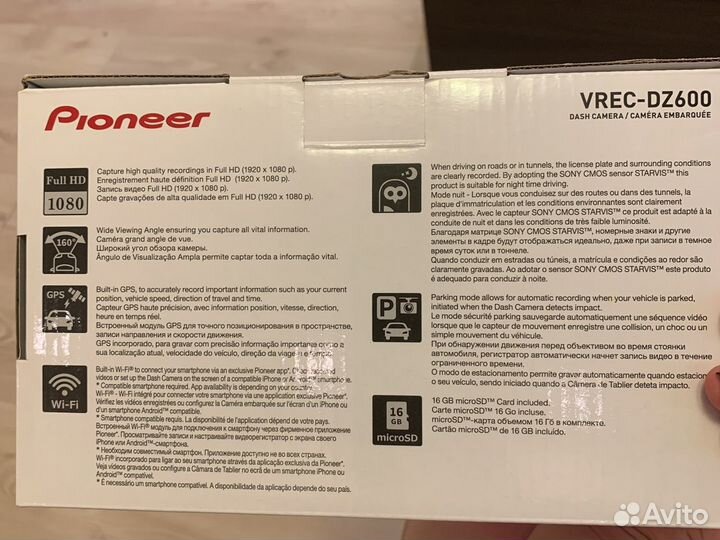 Pioneer
VREC-DZ600
DASH CAMERA / CAMÉRA EMBARQUÉE
Full HD
1080
Capture high quality recordings in Full HD (1920 x 1080 p).
Enregistrement haute définition Full HD (1920 x 1080 p).
Запись видео Full HD (1920 x 1080 p).
Capte gravações de alta qualidade em Full HD (1920 x 1080 p).
160°
Wide Viewing Angle ensuring you capture all vital information.
Caméra grand angle de vue.
Широкий угол обзора камеры.
Ângulo de Visualização Ampla permite captar toda a informação vital.
GPS
Built-in GPS, to accurately record important information such as your current
position, vehicle speed, direction of travel and time.
Capteur GPS haute précision, avec information position, vitesse, direction,
heure en temps réel.
Встроенный модуль GPS для точного позиционирования в пространстве,
записи направления и скорости движения.
GPS incorporado, para gravar com precisão informação importante como a
sua localização atual, velocidade do veículo, direção da viagem e tempo.
Wi-Fi
Built-in Wi-Fi® to connect your smartphone via an exclusive Pioneer app*.
videos or set up the Dash Camera on the screen of a compatible iPhone or Android™ smartphone.
* Compatible smartphone required. App availability is depending on your country.
Wi-Fi® - Wi-Fi® intégré pour connecter votre smartphone via une application exclusive Pioneer*.
Vérifiez les vidéos enregistrées ou configurez la Caméra embarquée sur l'écran d'un iPhone ou
d'un smartphone Android™ compatible.
* Smartphone compatible requis. La disponibilité de l'application dépend de votre pays.
Встроенный Wi-Fi® модуль для подключения к смартфону через фирменное приложение
Pioneer*. Просматривайте записи и настраивайте видеорегистратор с экрана своего
iPhone или Android™-смартфона.
* Необходим совместимый смартфон. Приложение доступно не во всех странах.
Wi-Fi® incorporado para ligar ao seu smartphone através da aplicação exclusiva da Pioneer*.
Veja vídeos gravados ou configure a Câmara de Tablier no ecrã de um smartphone iPhone ou
Android™ compatível.
* É necessário um smartphone compatível. A disponibilidade da aplicação depende do seu país.
When driving on roads or in tunnels, the license plate and surrounding conditions
are clearly recorded. By adopting the SONY CMOS sensor STARVIS™ this
product is suitable for night time driving.
Mode nuit - Lorsque vous conduisez sur des routes ou dans des tunnels, la
plaque d'immatriculation et les conditions environnantes sont clairement
enregistrées. Avec le capteur SONY CMOS STARVIS™ ce produit est adapté à la
conduite de nuit et dans les conditions de très faible luminosité.
Благодаря матрице SONY CMOS STARVIS™, номерные знаки и другие
элементы в кадре будут отображаться идеально, даже при записи в темное
время суток или в тоннеле.
Quando conduzir em estradas ou túneis, a matrícula e condições ao redor são
claramente gravadas. Ao adotar o sensor SONY CMOS STARVIS™ este produto
é adequado para condução à noite.
P
Parking mode allows for automatic recording when your vehicle is parked,
initiated when the Dash Camera detects impact.
Le mode sécurité parking sauvegarde automatiquement une séquence vidéo
lorsque que le capteur de mouvement enregistre une collision, un choc ou un
simple mouvement du véhicule.
При обнаружении движения перед объективом во время стоянки
автомобиля, регистратор автоматически начнет запись видео в течение
ограниченного времени.
O modo de estacionamento permite gravar automaticamente quando estacion
o seu veículo, sendo iniciado quando a Câmara de Tablier deteta impacto.
16
GB
microSD
16 GB microSD™ Card included.
Carte microSD™ 16 Go incluse.
microSD™-карта объемом 16 Гб в комплекте.
Cartão microSD™ de 16 GB incluído.
Avito